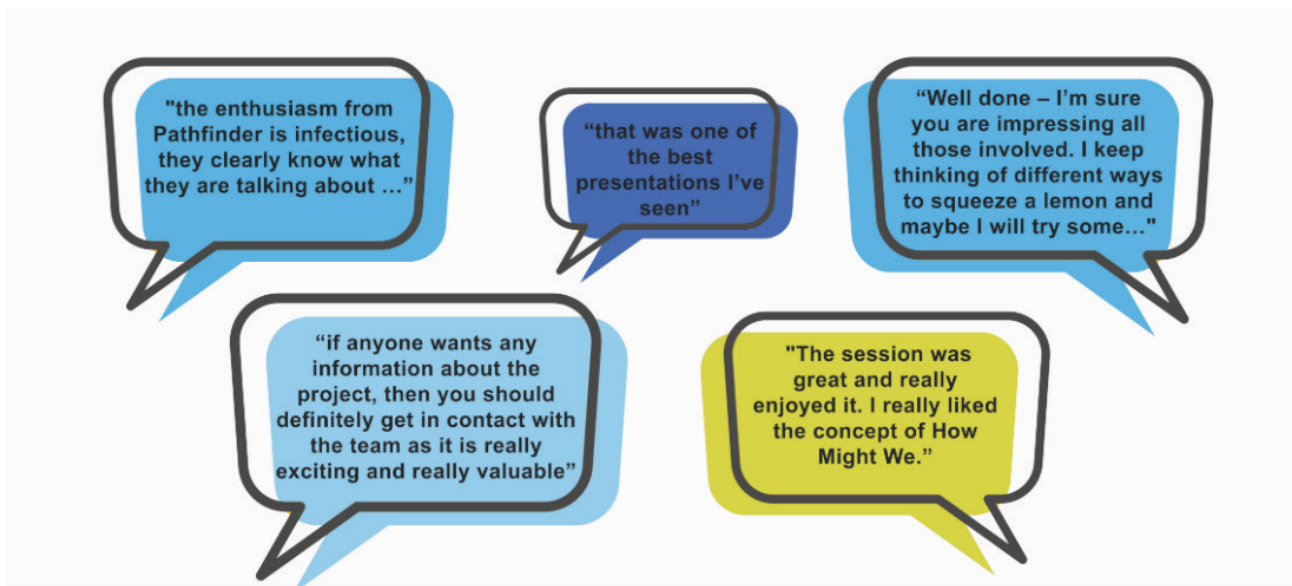 "the enthusiasm from
Pathfinder is infectious,
they clearly know what
they are talking about …”
“that was one of
the best
presentations I’ve
seen”
“Well done – I’m sure
you are impressing all
those involved. I keep
thinking of different ways
to squeeze a lemon and
maybe I will try some…"
“if anyone wants any
information about the
project, then you should
definitely get in contact with
the team as it is really
exciting and really valuable”
"The session was
great and really
enjoyed it. I really liked
the concept of How
Might We.”